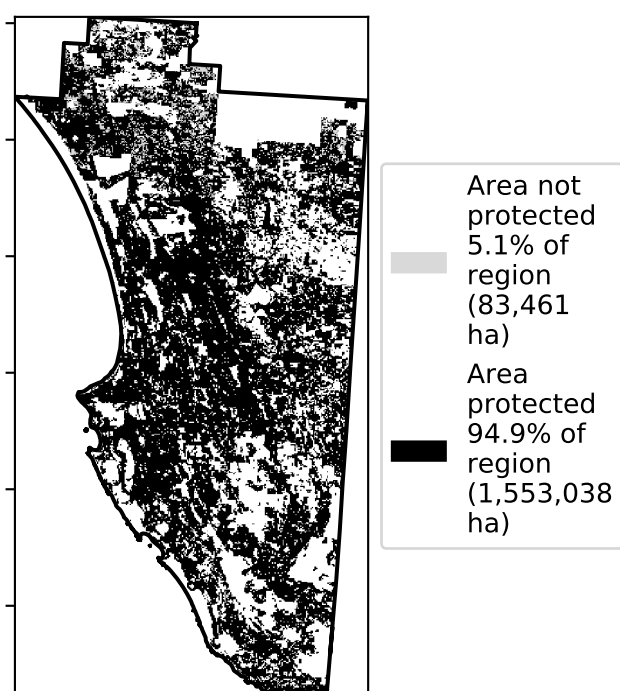 Area not
protected
5.1% of
region
(83,461
ha)
Area
protected
94.9% of
region
(1,553,038
ha)